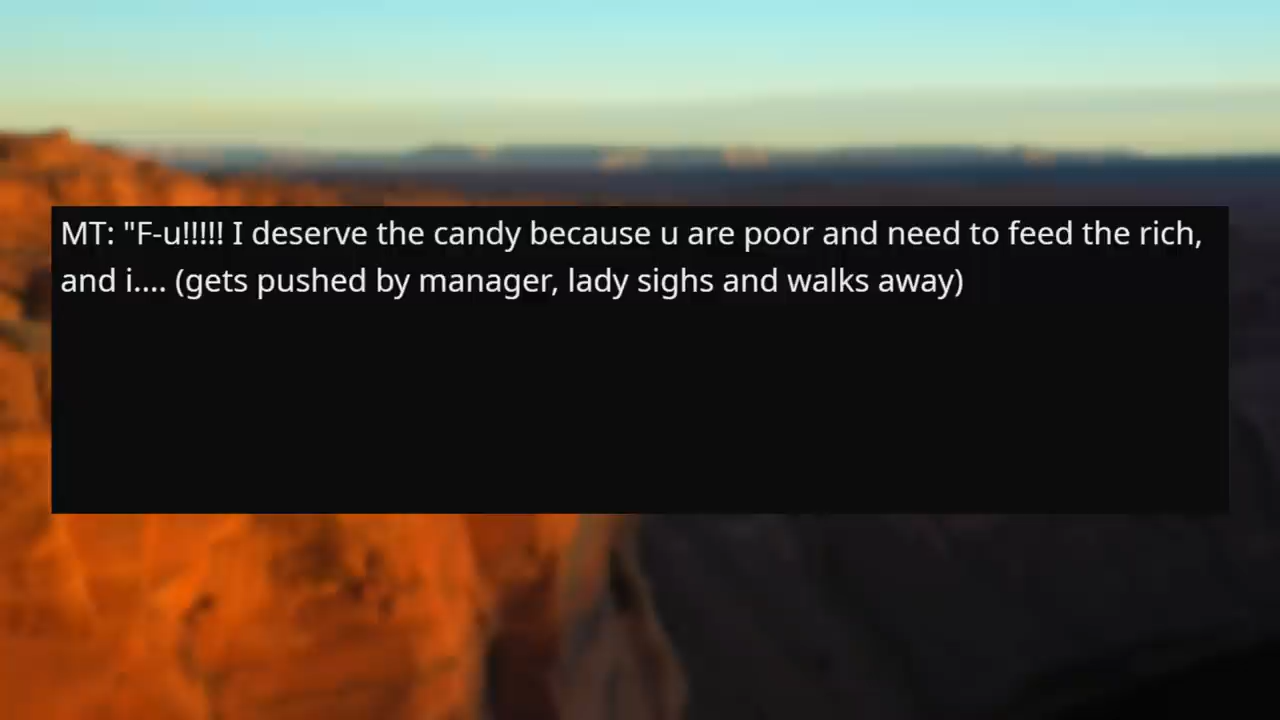 MT: "F-u!!!!! I deserve the candy because u are poor and need to feed the rich,
and i.... (gets pushed by manager, lady sighs and walks away)